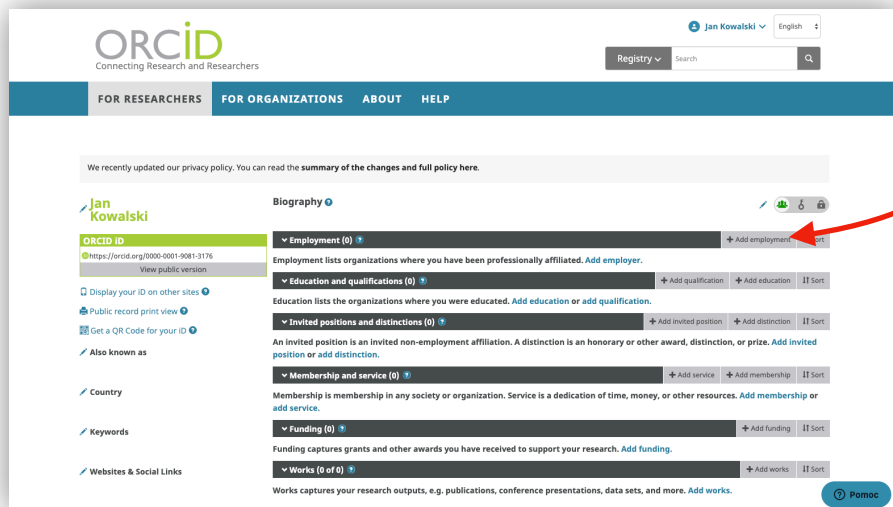 ORCID
Connecting Research and Researchers
Jan Kowalski
English
Registry
Search
FOR RESEARCHERS FOR ORGANIZATIONS ABOUT HELP
We recently updated our privacy policy. You can read the summary of the changes and full policy here.
Jan
Kowalski
ORCID iD
https://orcid.org/0000-0001-9081-3176
View public version
Display your iD on other sites
Public record print view
Get a QR Code for your iD
Also known as
Country
Keywords
Websites & Social Links
Biography
Employment (0) + Add employment
Employment lists organizations where you have been professionally affiliated. Add employer.
Education and qualifications (0) + Add qualification + Add education Sort
Education lists the organizations where you were educated. Add education or add qualification.
Invited positions and distinctions (0) + Add invited position + Add distinction Sort
An invited position is an invited non-employment affiliation. A distinction is an honorary or other award, distinction, or prize. Add invited
position or add distinction.
Membership and service (0) + Add service + Add membership Sort
Membership is membership in any society or organization. Service is a dedication of time, money, or other resources. Add membership or
add service.
Funding (0) + Add funding Sort
Funding captures grants and other awards you have received to support your research. Add funding.
Works (0 of 0) + Add works Sort
Works captures your research outputs, e.g. publications, conference presentations, data sets, and more. Add works.
Pomoc